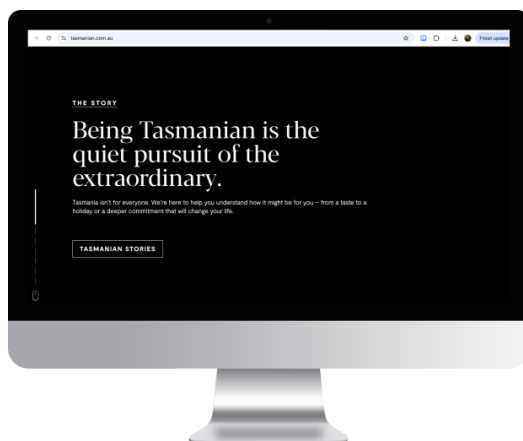 tasmanian.com.au
Finish update
THE STORY
Being Tasmanian is the
quiet pursuit of the
extraordinary.
Tasmania isn't for everyone. We're here to help you understand how it might be for you – from a taste to a
holiday or a deeper commitment that will change your life.
TASMANIAN STORIES